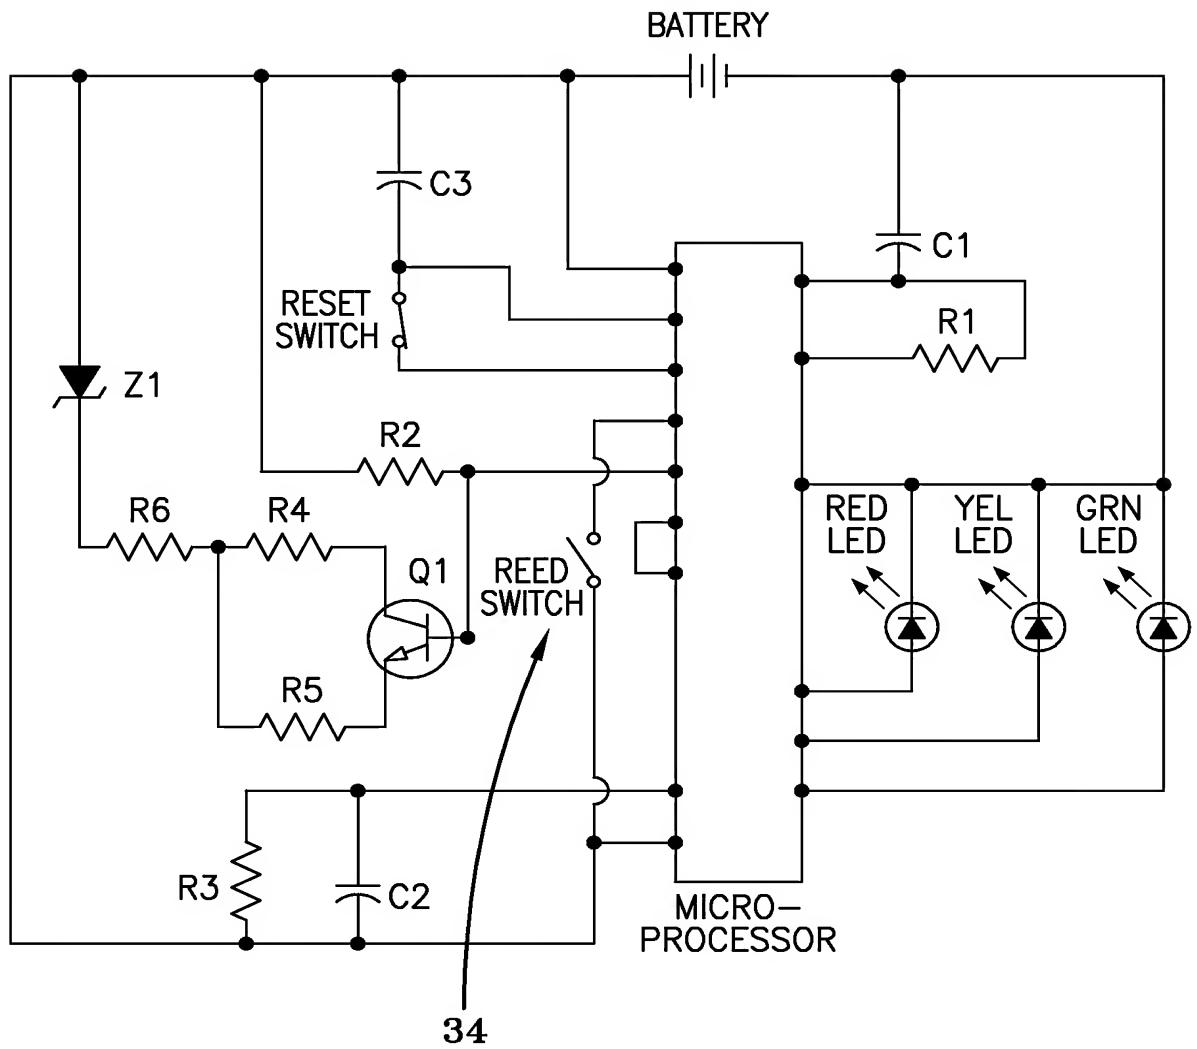 BATTERY
C3
C1
RESET
SWITCH
R1
Z1
R2
R6
R4
RED
LED
YEL
LED
GRN
LED
Q1
REED
SWITCH
R5
R3
C2
MICRO-
PROCESSOR
34